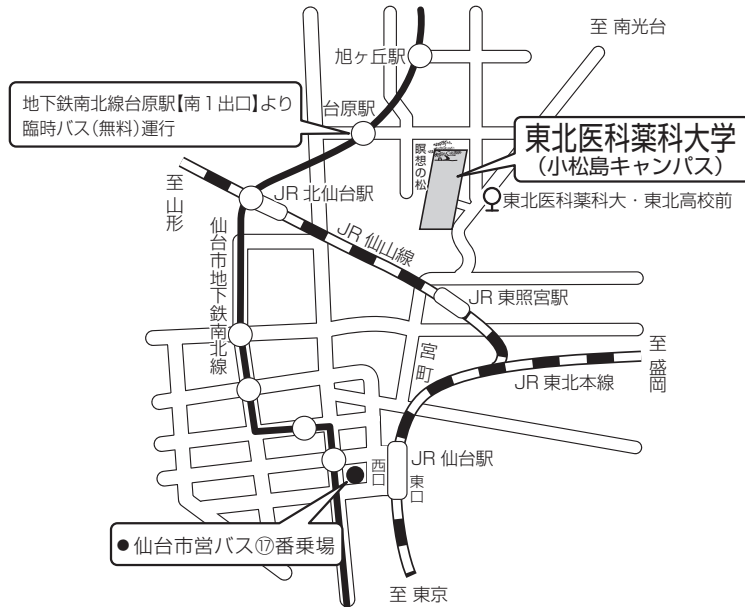 至 南光台
旭ヶ丘駅
地下鉄南北線台原駅【南1出口】より
臨時バス(無料)運行
台原駅
東北医科薬科大学
(小松島キャンパス)
瞑想の松
至 山形
JR 北仙台駅
東北医科薬科大・東北高校前
JR 仙山線
仙台市地下鉄南北線
JR 東照宮駅
宮町
至 盛岡
JR 東北本線
JR 仙台駅
西口
東口
●仙台市営バス⑰番乗場
至 東京